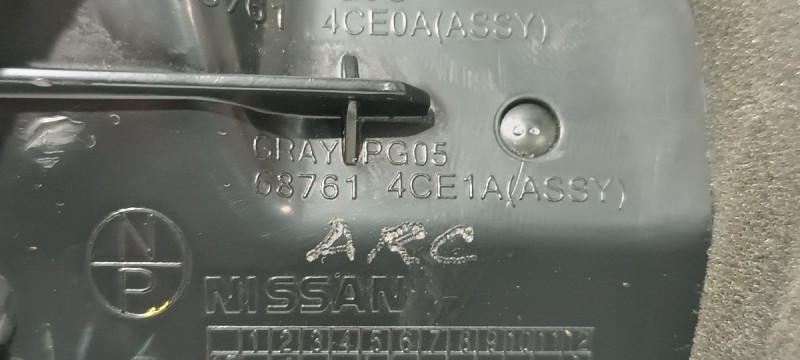 68761 4CE0A(ASSY)
GRAY:PG05
68761 4CE1A(ASSY)
ARC
N
P
NISSAN
1 2 3 4 5 6 7 8 9 10 11 12